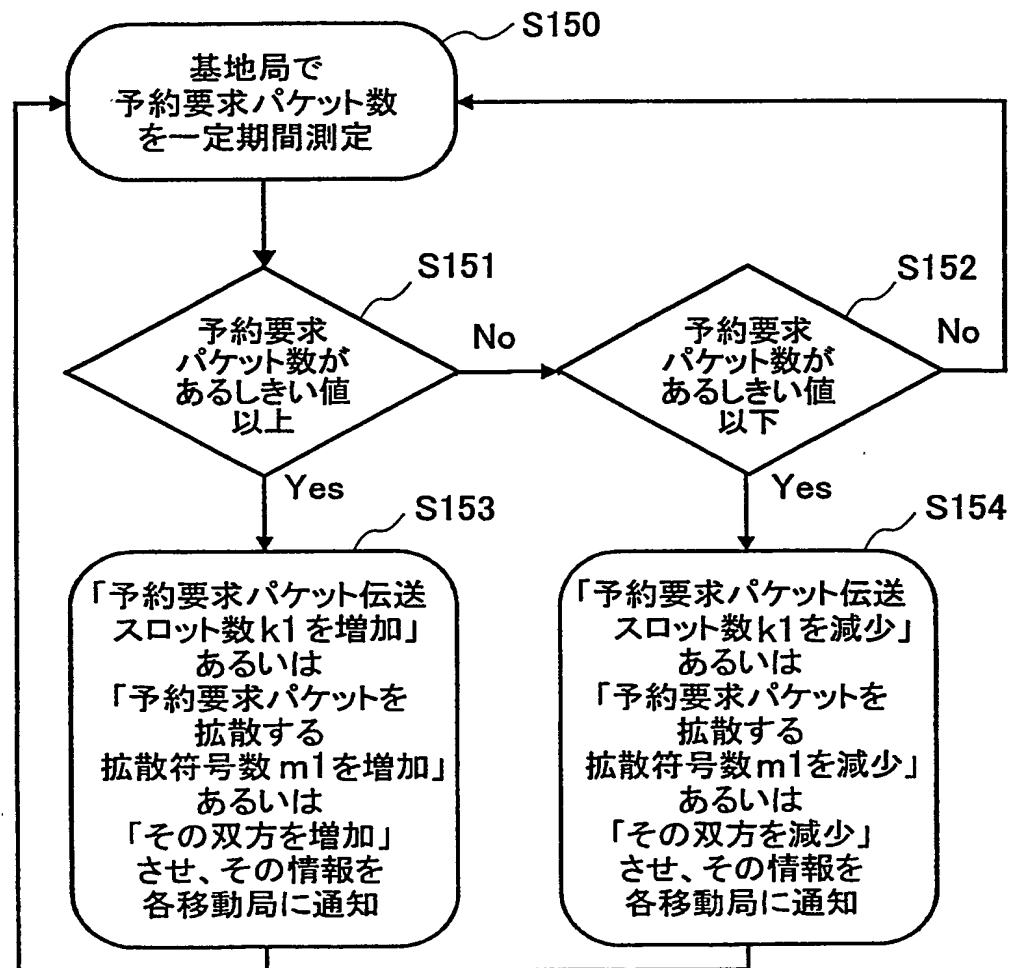 S150
基地局で
予約要求パケット数
を一定期間測定
S151
予約要求
パケット数が
あるしきい値
以上
No
S152
予約要求
パケット数が
あるしきい値
以下
No
Yes
Yes
S153
「予約要求パケット伝送
スロット数k1を増加」
あるいは
「予約要求パケットを
拡散する
拡散符号数m1を増加」
あるいは
「その双方を増加」
させ、その情報を
各移動局に通知
S154
「予約要求パケット伝送
スロット数k1を減少」
あるいは
「予約要求パケットを
拡散する
拡散符号数m1を減少」
あるいは
「その双方を減少」
させ、その情報を
各移動局に通知